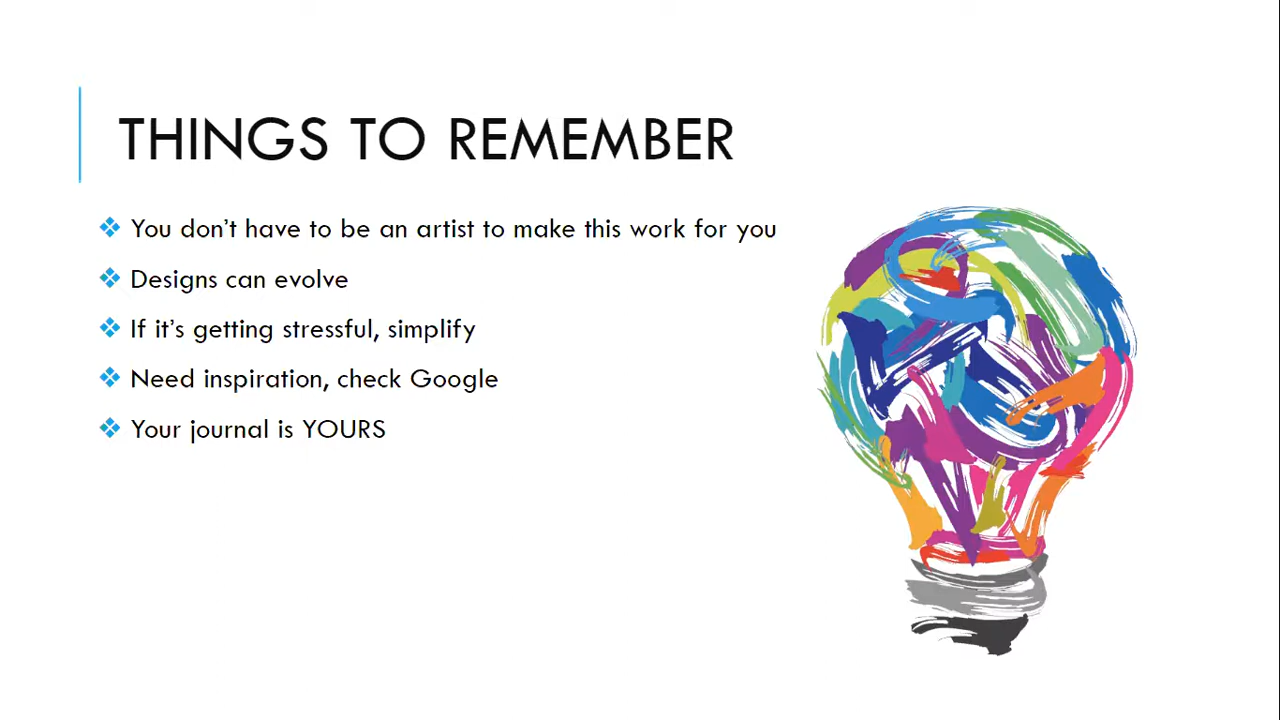 THINGS TO REMEMBER
You don’t have to be an artist to make this work for you
Designs can evolve
If it’s getting stressful, simplify
Need inspiration, check Google
Your journal is YOURS